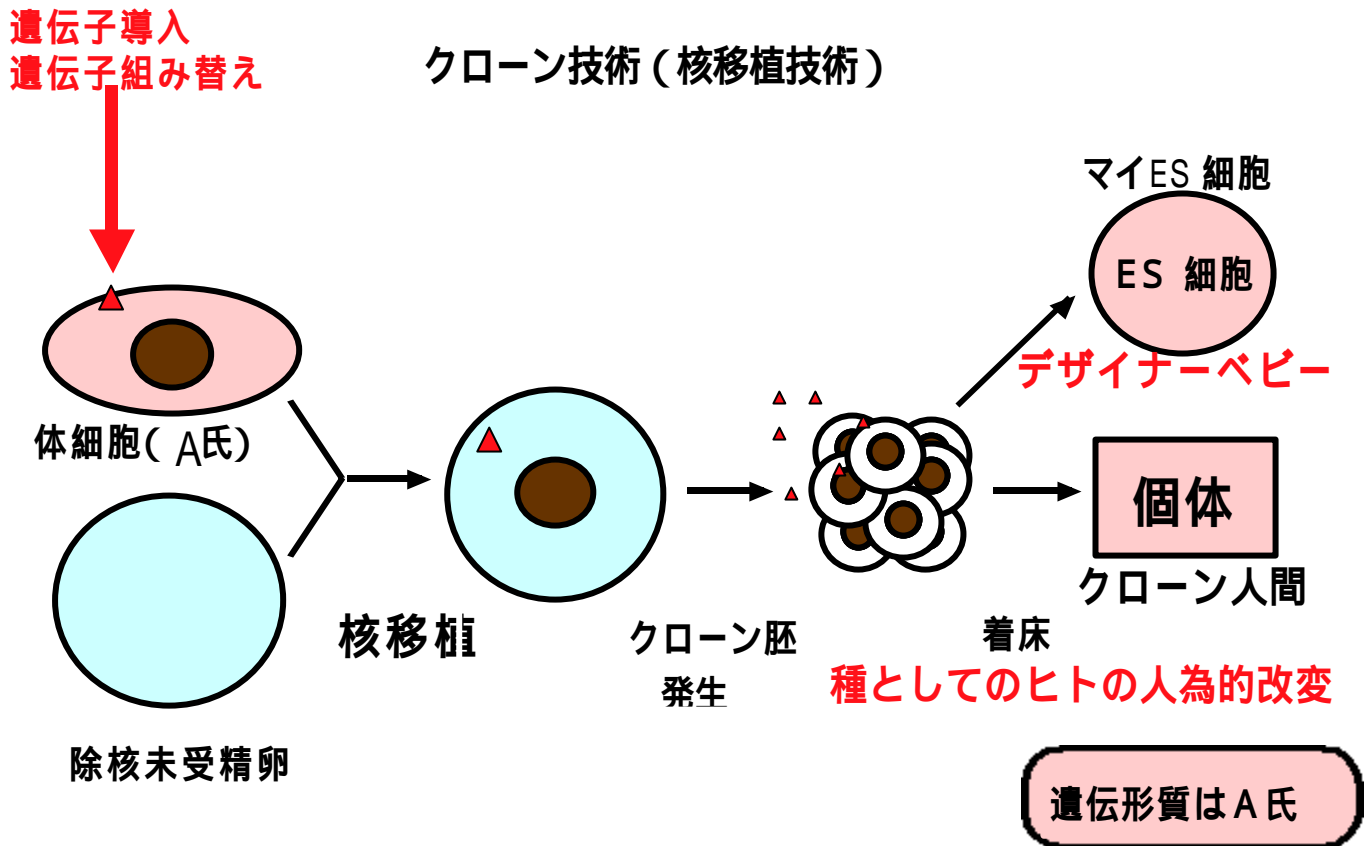 遺伝子導入
遺伝子組み替え
クローン技術(核移植技術)
マイES 細胞
ES 細胞
デザイナーベビー
体細胞( A氏)
個体
クローン人間
核移植
クローン胚
発生
着床
種としてのヒトの人為的改変
除核未受精卵
遺伝形質はA氏